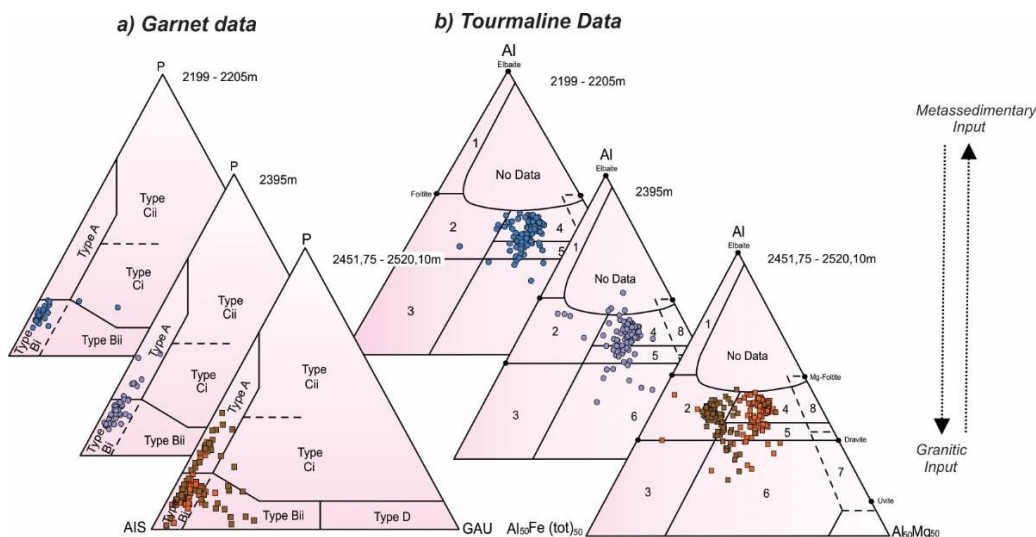 a) Garnet data
b) Tourmaline Data
P
2199 - 2205m
Type Cii
Type A
Type Ci
Type Bi
Type Bii
P
2395m
Type Cii
Type A
Type Ci
Type Bi
Type Bii
P
2451,75 - 2520,10m
Type Cii
Type A
Type Ci
Type Bi
Type Bii
Type D
AlS
GAU
Al
Elbaite
2199 - 2205m
1
No Data
Foitite
2
4
5
3
Al
Elbaite
2395m
1
No Data
2
4
8
5
3
6
Al
Elbaite
2451,75 - 2520,10m
1
No Data
Mg-Foitite
2
4
8
5
Dravite
3
6
7
Uvite
Al50Fe (tot)50
Al50Mg50
Metassedimentary
Input
Granitic
Input